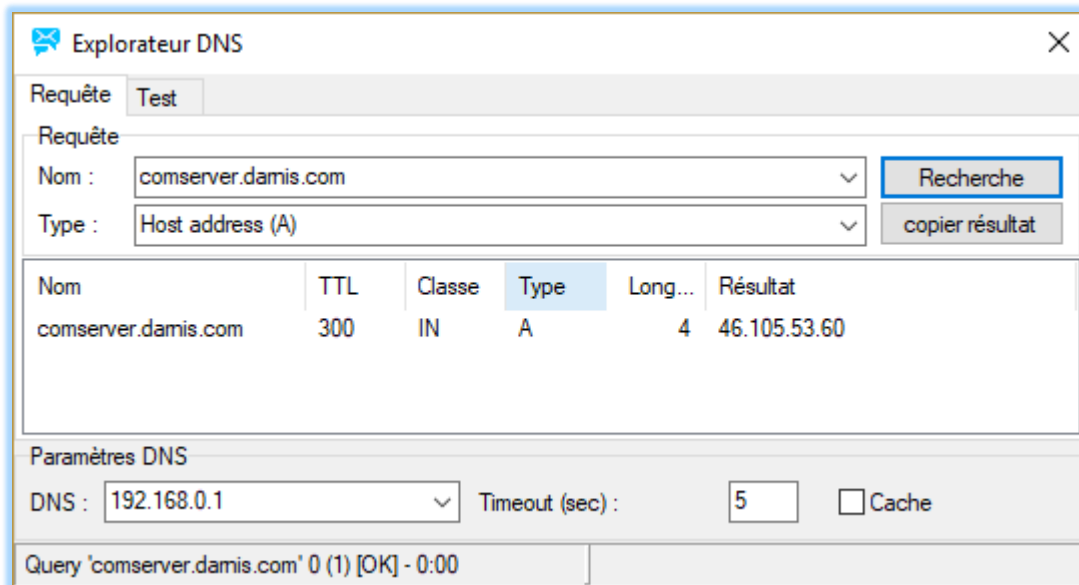 Explorateur DNS
Requête Test
Requête
Nom : comserver.damis.com Recherche
Type : Host address (A) copier résultat
Nom TTL Classe Type Long... Résultat
comserver.damis.com 300 IN A 4 46.105.53.60
Paramètres DNS
DNS : 192.168.0.1 Timeout (sec) : 5 Cache
Query 'comserver.damis.com' 0 (1) [OK] - 0:00